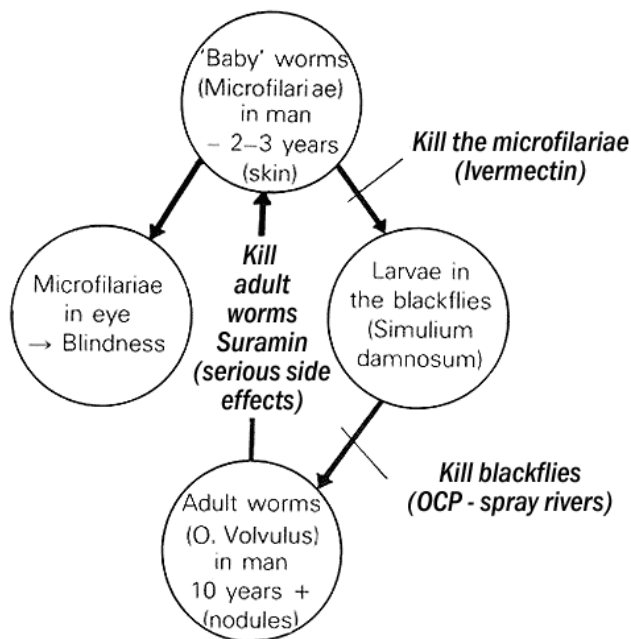 'Baby' worms
(Microfilariae)
in man
– 2–3 years
(skin)
Kill the microfilariae
(Ivermectin)
Microfilariae
in eye
→ Blindness
Kill
adult
worms
Suramin
(serious side
effects)
Larvae in
the blackflies
(Simulium
damnosum)
Kill blackflies
(OCP - spray rivers)
Adult worms
(O. Volvulus)
in man
10 years +
(nodules)